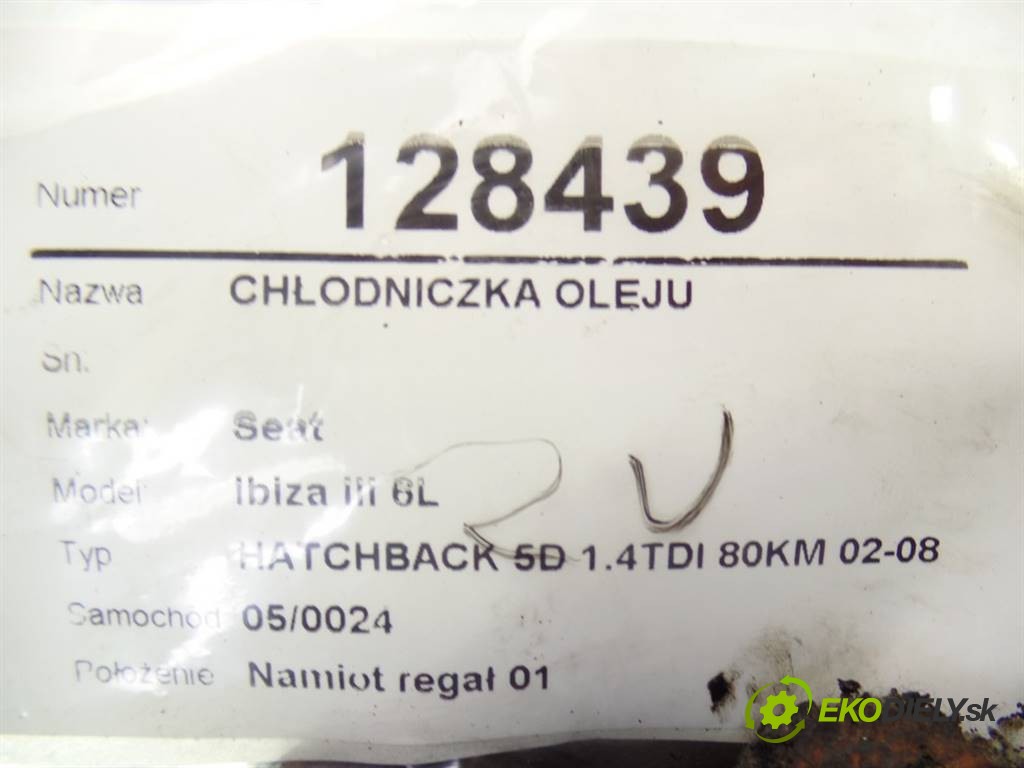 Numer 128439
Nazwa CHŁODNICZKA OLEJU
Sn.
Marka: Seat
Model Ibiza III 6L
2 U
Typ HATCHBACK 5D 1.4TDI 80KM 02-08
Samochód 05/0024
Położenie Namiot regał 01
EKODIELY.sk